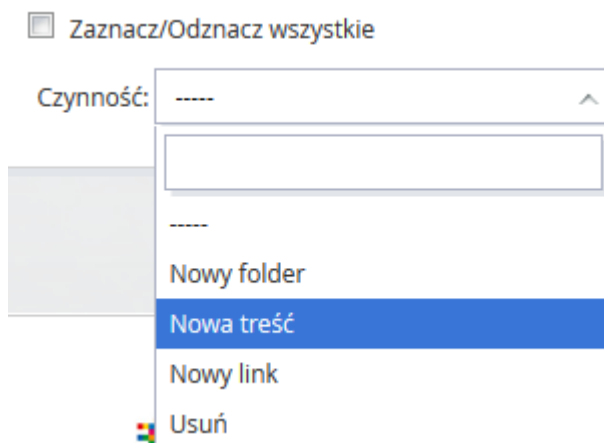 Zaznacz/Odznacz wszystkie
Czynność: -----
-----
Nowy folder
Nowa treść
Nowy link
Usuń